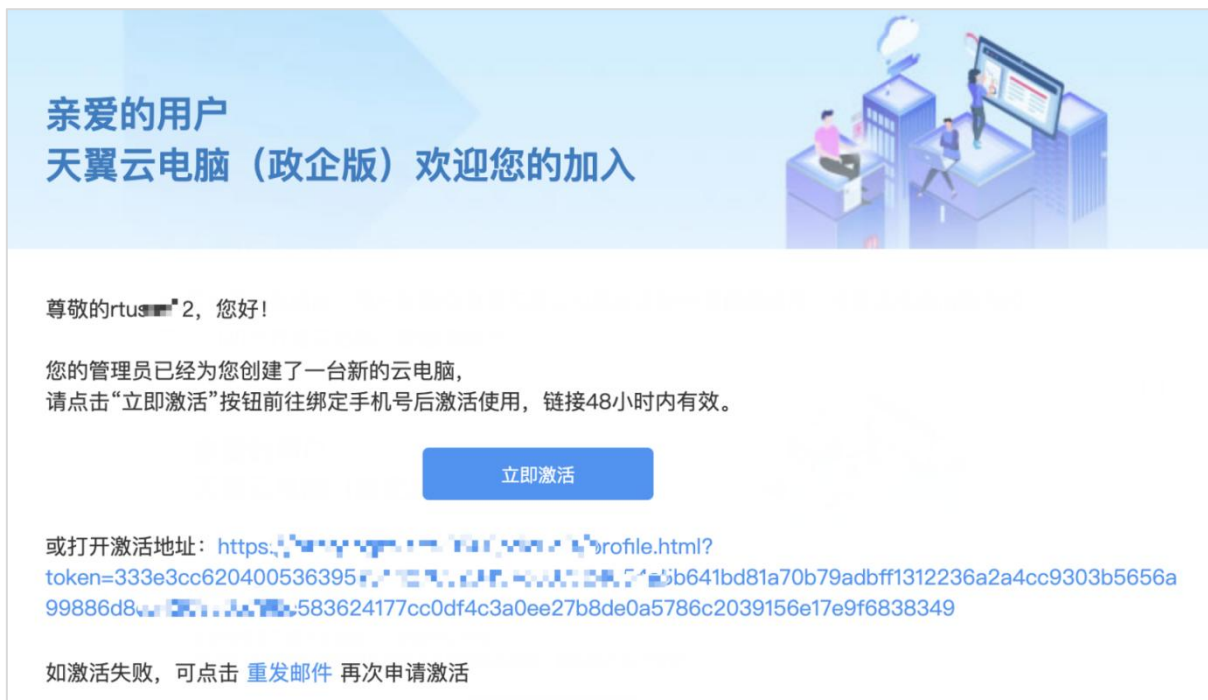 亲爱的用户
天翼云电脑（政企版）欢迎您的加入
尊敬的rtus 2，您好！
您的管理员已经为您创建了一台新的云电脑，
请点击“立即激活”按钮前往绑定手机号后激活使用，链接48小时内有效。
立即激活
或打开激活地址：https: profile.html?
token=333e3cc620400536395 5b641bd81a70b79adbff1312236a2a4cc9303b5656a
99886d8 583624177cc0df4c3a0ee27b8de0a5786c2039156e17e9f6838349
如激活失败，可点击 重发邮件 再次申请激活